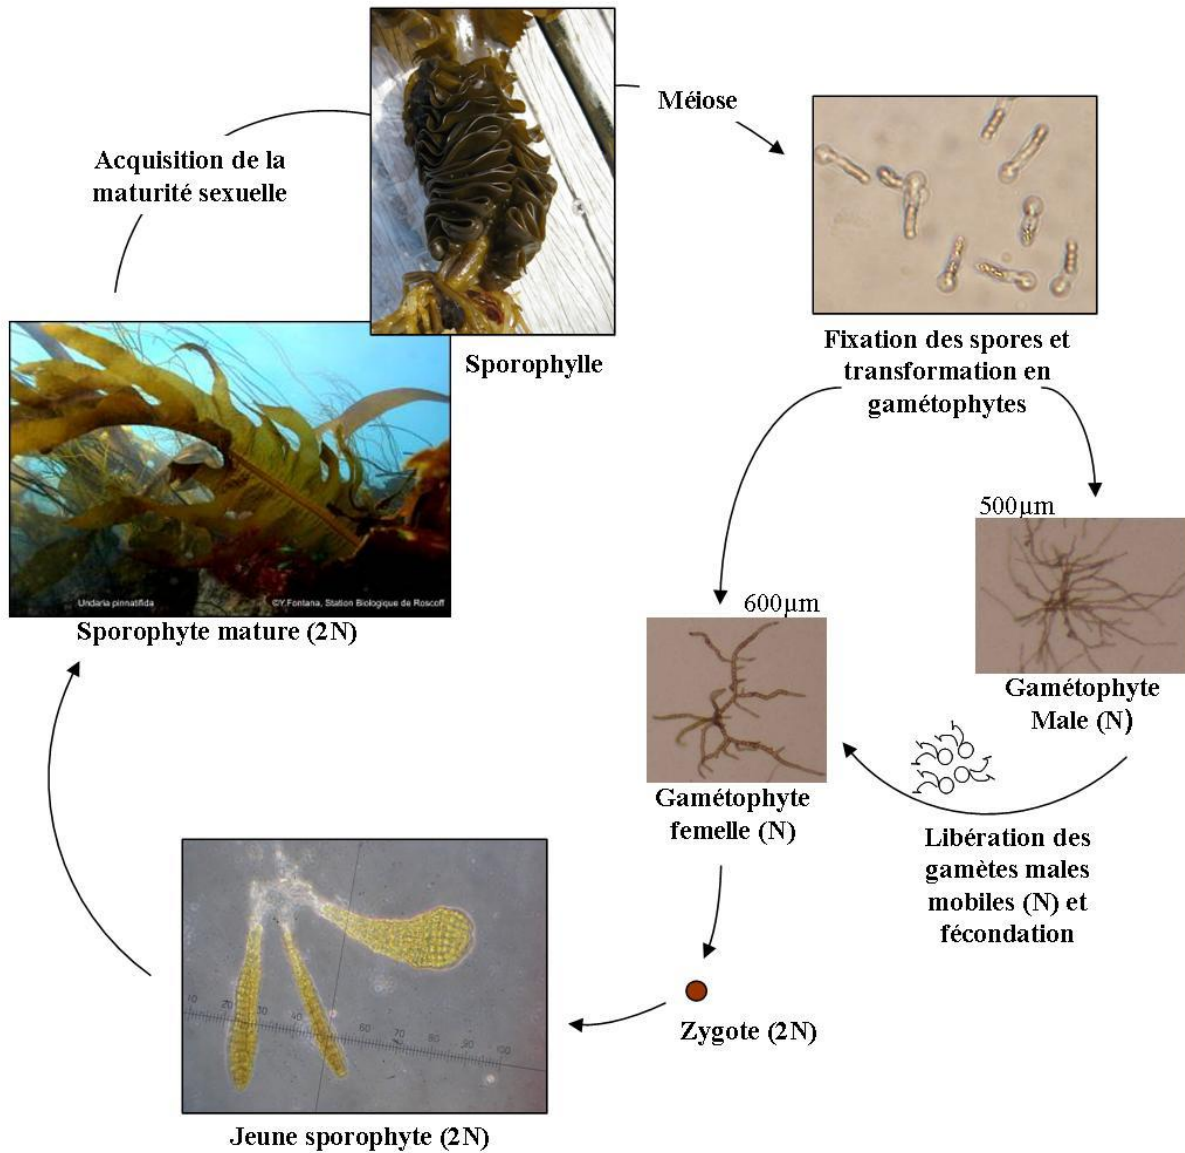 Méiose
Acquisition de la
maturité sexuelle
Sporophylle
Fixation des spores et
transformation en
gamétophytes
500µm
600µm
Undaria pinnatifida
©Y.Fontana, Station Biologique de Roscoff
Sporophyte mature (2N)
Gamétophyte
Male (N)
Gamétophyte
femelle (N)
Libération des
gamètes males
mobiles (N) et
fécondation
Zygote (2N)
10 20 30 40 60 70 80 90 100
Jeune sporophyte (2N)